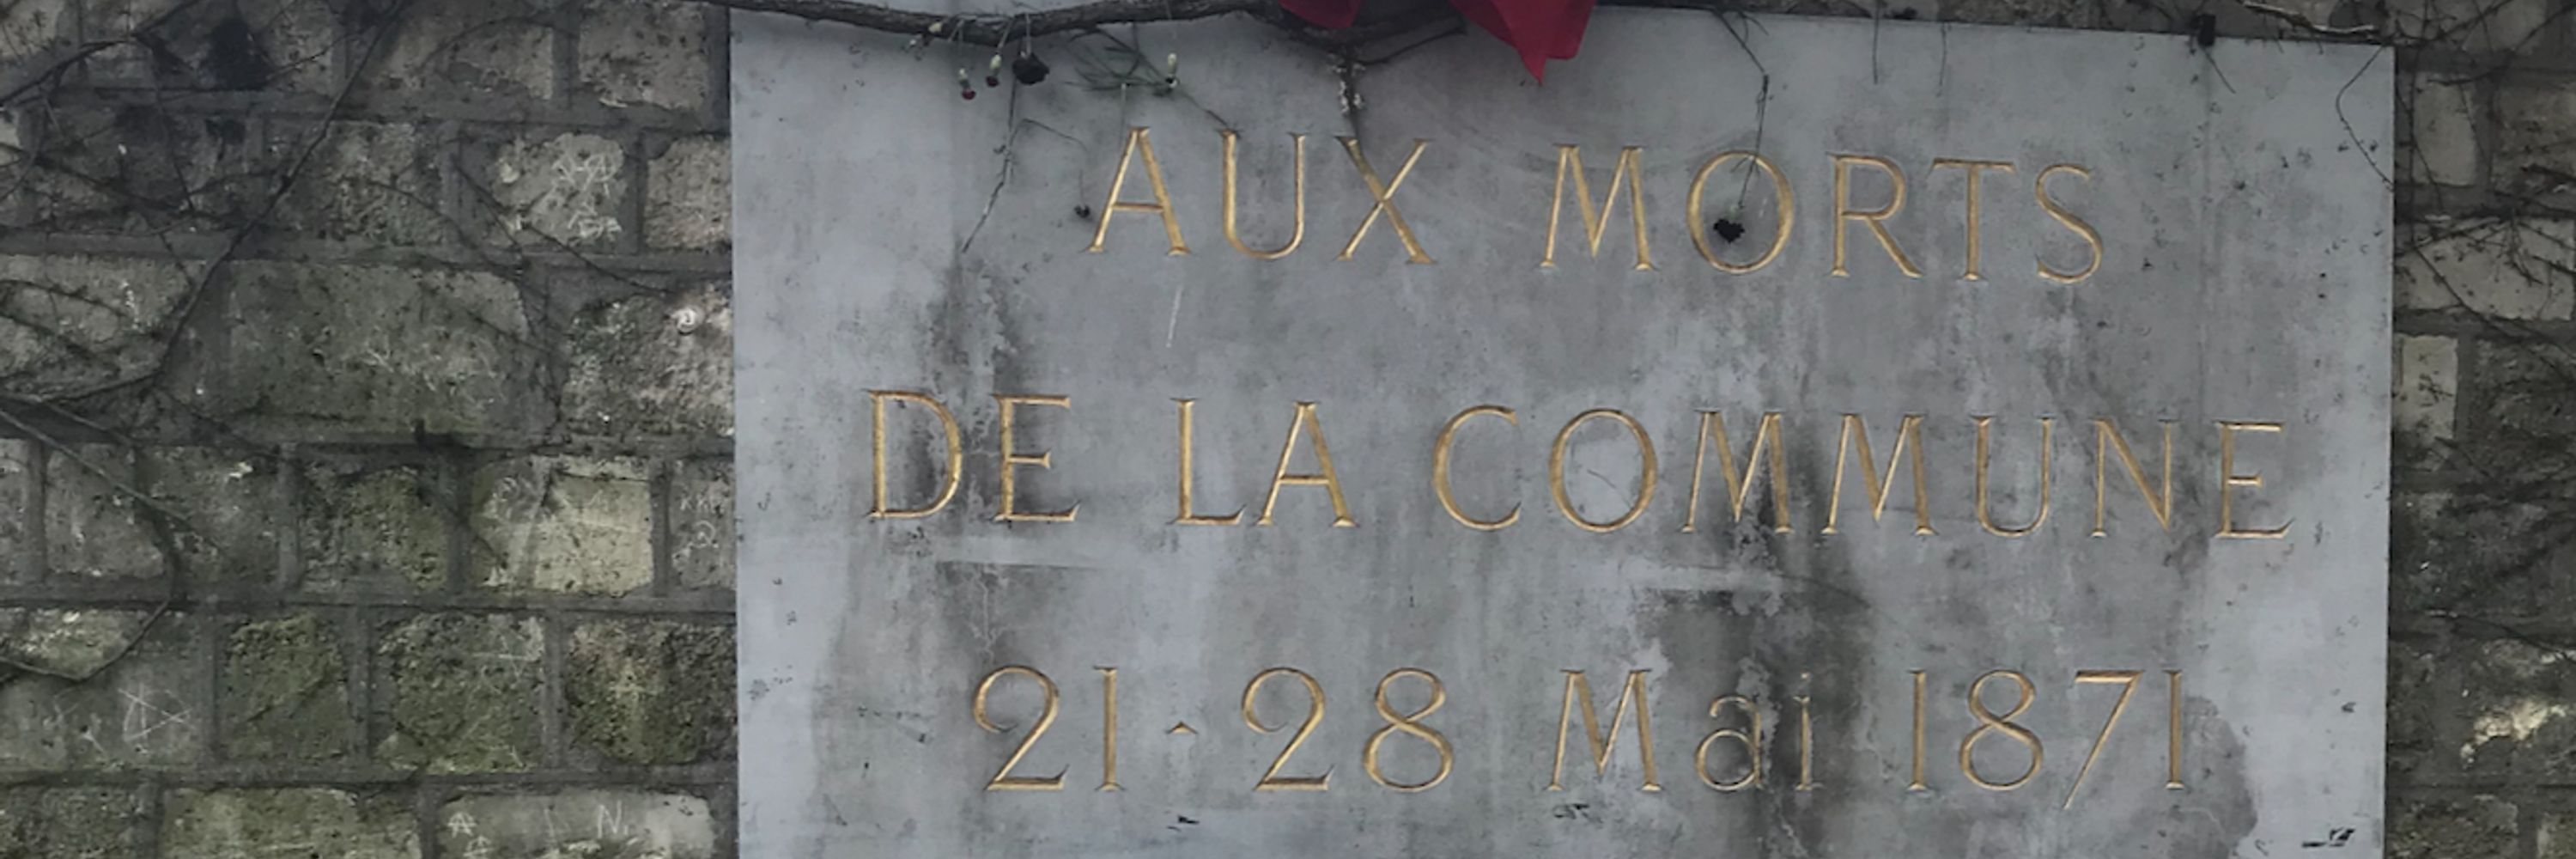 AUX MORTS
DE LA COMMUNE
21-28 Mai 1871